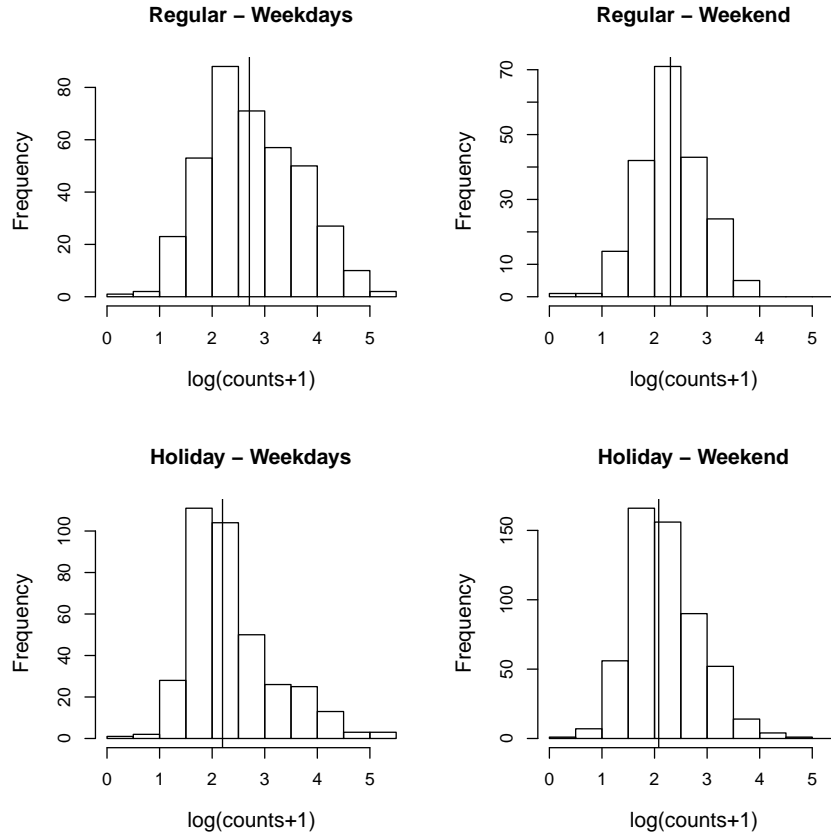 Regular − Weekdays
Frequency
0 20 40 60 80
0 1 2 3 4 5
log(counts+1)
Regular − Weekend
Frequency
0 10 30 50 70
0 1 2 3 4 5
log(counts+1)
Holiday − Weekdays
Frequency
0 20 40 60 80 100
0 1 2 3 4 5
log(counts+1)
Holiday − Weekend
Frequency
0 50 100 150
0 1 2 3 4 5
log(counts+1)